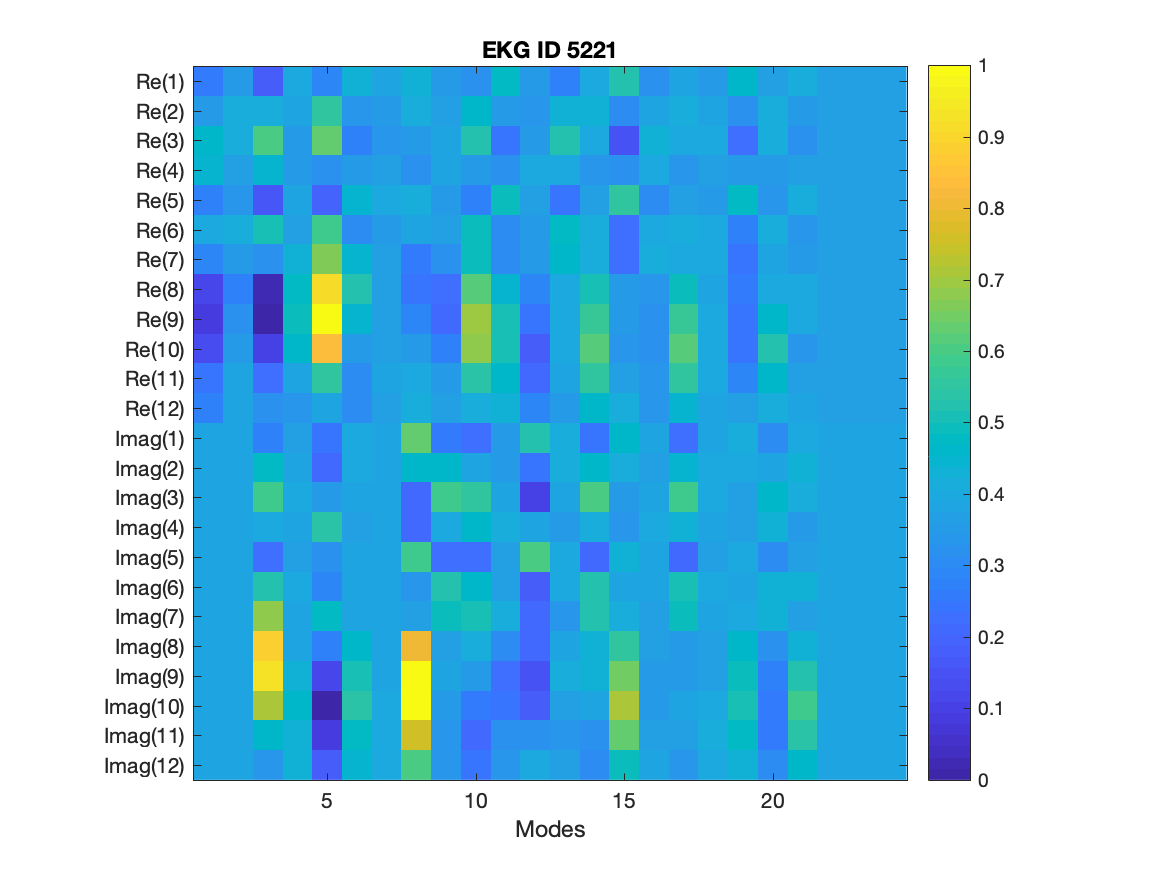 EKG ID 5221
Re(1)
Re(2)
Re(3)
Re(4)
Re(5)
Re(6)
Re(7)
Re(8)
Re(9)
Re(10)
Re(11)
Re(12)
Imag(1)
Imag(2)
Imag(3)
Imag(4)
Imag(5)
Imag(6)
Imag(7)
Imag(8)
Imag(9)
Imag(10)
Imag(11)
Imag(12)
5 10 15 20
Modes
1
0.9
0.8
0.7
0.6
0.5
0.4
0.3
0.2
0.1
0